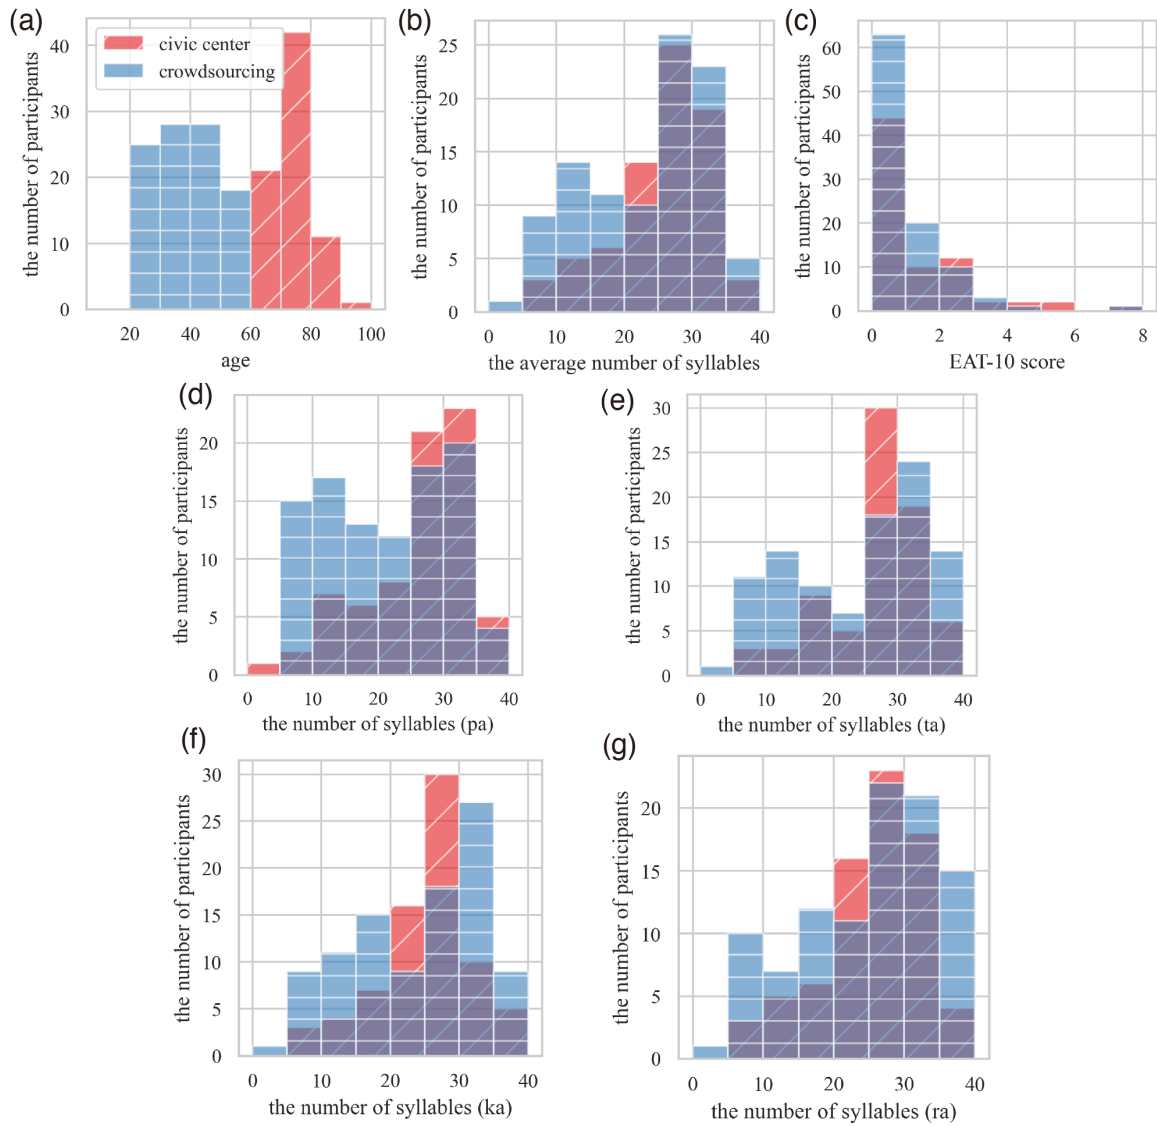 (a)
the number of participants
40
30
20
10
0
civic center
crowdsourcing
20 40 60 80 100
age
(b)
the number of participants
25
20
15
10
5
0
0 10 20 30 40
the average number of syllables
(c)
the number of participants
60
50
40
30
20
10
0
0 2 4 6 8
EAT-10 score
(d)
the number of participants
20
15
10
5
0
0 10 20 30 40
the number of syllables (pa)
(e)
the number of participants
30
25
20
15
10
5
0
0 10 20 30 40
the number of syllables (ta)
(f)
the number of participants
30
25
20
15
10
5
0
0 10 20 30 40
the number of syllables (ka)
(g)
the number of participants
20
15
10
5
0
0 10 20 30 40
the number of syllables (ra)